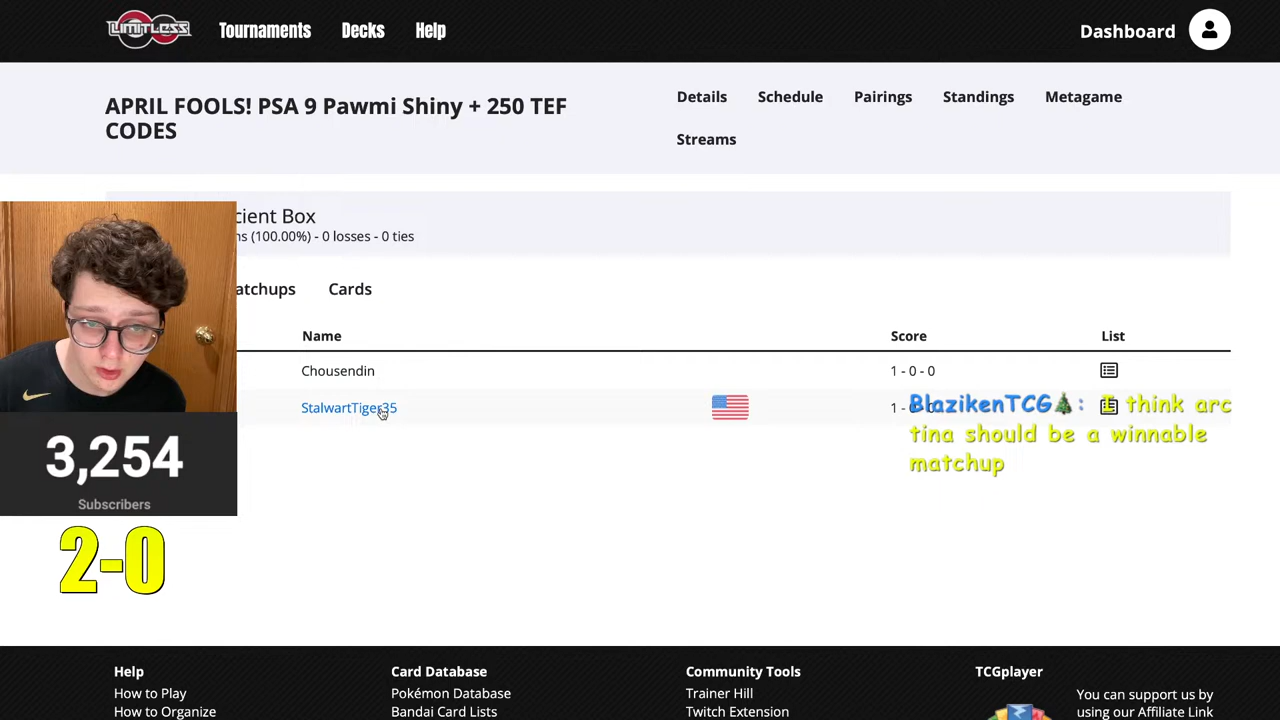 LIMITLESS
Tournaments
Decks
Help
Dashboard
APRIL FOOLS! PSA 9 Pawmi Shiny + 250 TEF
CODES
Details
Schedule
Pairings
Standings
Metagame
Streams
cient Box
ns (100.00%) - 0 losses - 0 ties
atchups
Cards
Name
Score
List
Chousendin
1 - 0 - 0
StalwartTiger35
1 - 0 - 0
BlazikenTCG🎄: I think arc
tina should be a winnable
matchup
3,254
Subscribers
2-0
Help
Card Database
Community Tools
TCGplayer
How to Play
Pokémon Database
Trainer Hill
You can support us by
How to Organize
Bandai Card Lists
Twitch Extension
using our Affiliate Link